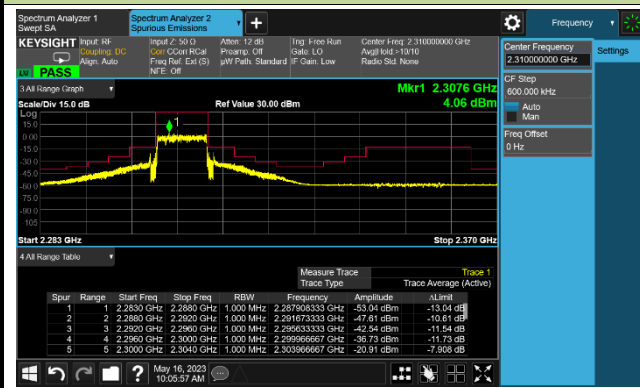 Spectrum Analyzer 1
Swept SA
Spectrum Analyzer 2
Spurious Emissions
Frequency
KEYSIGHT
Input: RF
Coupling: DC
Align: Auto
Input Z: 50 Ω
Corr CCorr RCal
Freq Ref: Ext (S)
NFE: Off
Atten: 12 dB
Preamp: Off
µW Path: Standard
Trig: Free Run
Gate: LO
IF Gain: Low
Center Freq: 2.310000000 GHz
Avg|Hold:>10/10
Radio Std: None
PASS
Center Frequency
2.310000000 GHz
Settings
CF Step
600.000 kHz
Auto
Man
Freq Offset
0 Hz
3 All Range Graph
Mkr1 2.3076 GHz
Scale/Div 15.0 dB
Ref Value 30.00 dBm
4.06 dBm
Log
15.0
0.00
-15.0
-30.0
-45.0
-60.0
-75.0
-90.0
-105
1
Start 2.283 GHz
Stop 2.370 GHz
4 All Range Table
Measure Trace Trace 1
Trace Type Trace Average (Active)
Spur Range Start Freq Stop Freq RBW Frequency Amplitude ΔLimit
1 1 2.2830 GHz 2.2880 GHz 1.000 MHz 2.287908333 GHz -53.04 dBm -13.04 dB
2 2 2.2880 GHz 2.2920 GHz 1.000 MHz 2.291673333 GHz -47.61 dBm -10.61 dB
3 3 2.2920 GHz 2.2960 GHz 1.000 MHz 2.295633333 GHz -42.54 dBm -11.54 dB
4 4 2.2960 GHz 2.3000 GHz 1.000 MHz 2.299966667 GHz -36.73 dBm -11.73 dB
5 5 2.3000 GHz 2.3040 GHz 1.000 MHz 2.303966667 GHz -20.91 dBm -7.908 dB
May 16, 2023
10:05:57 AM